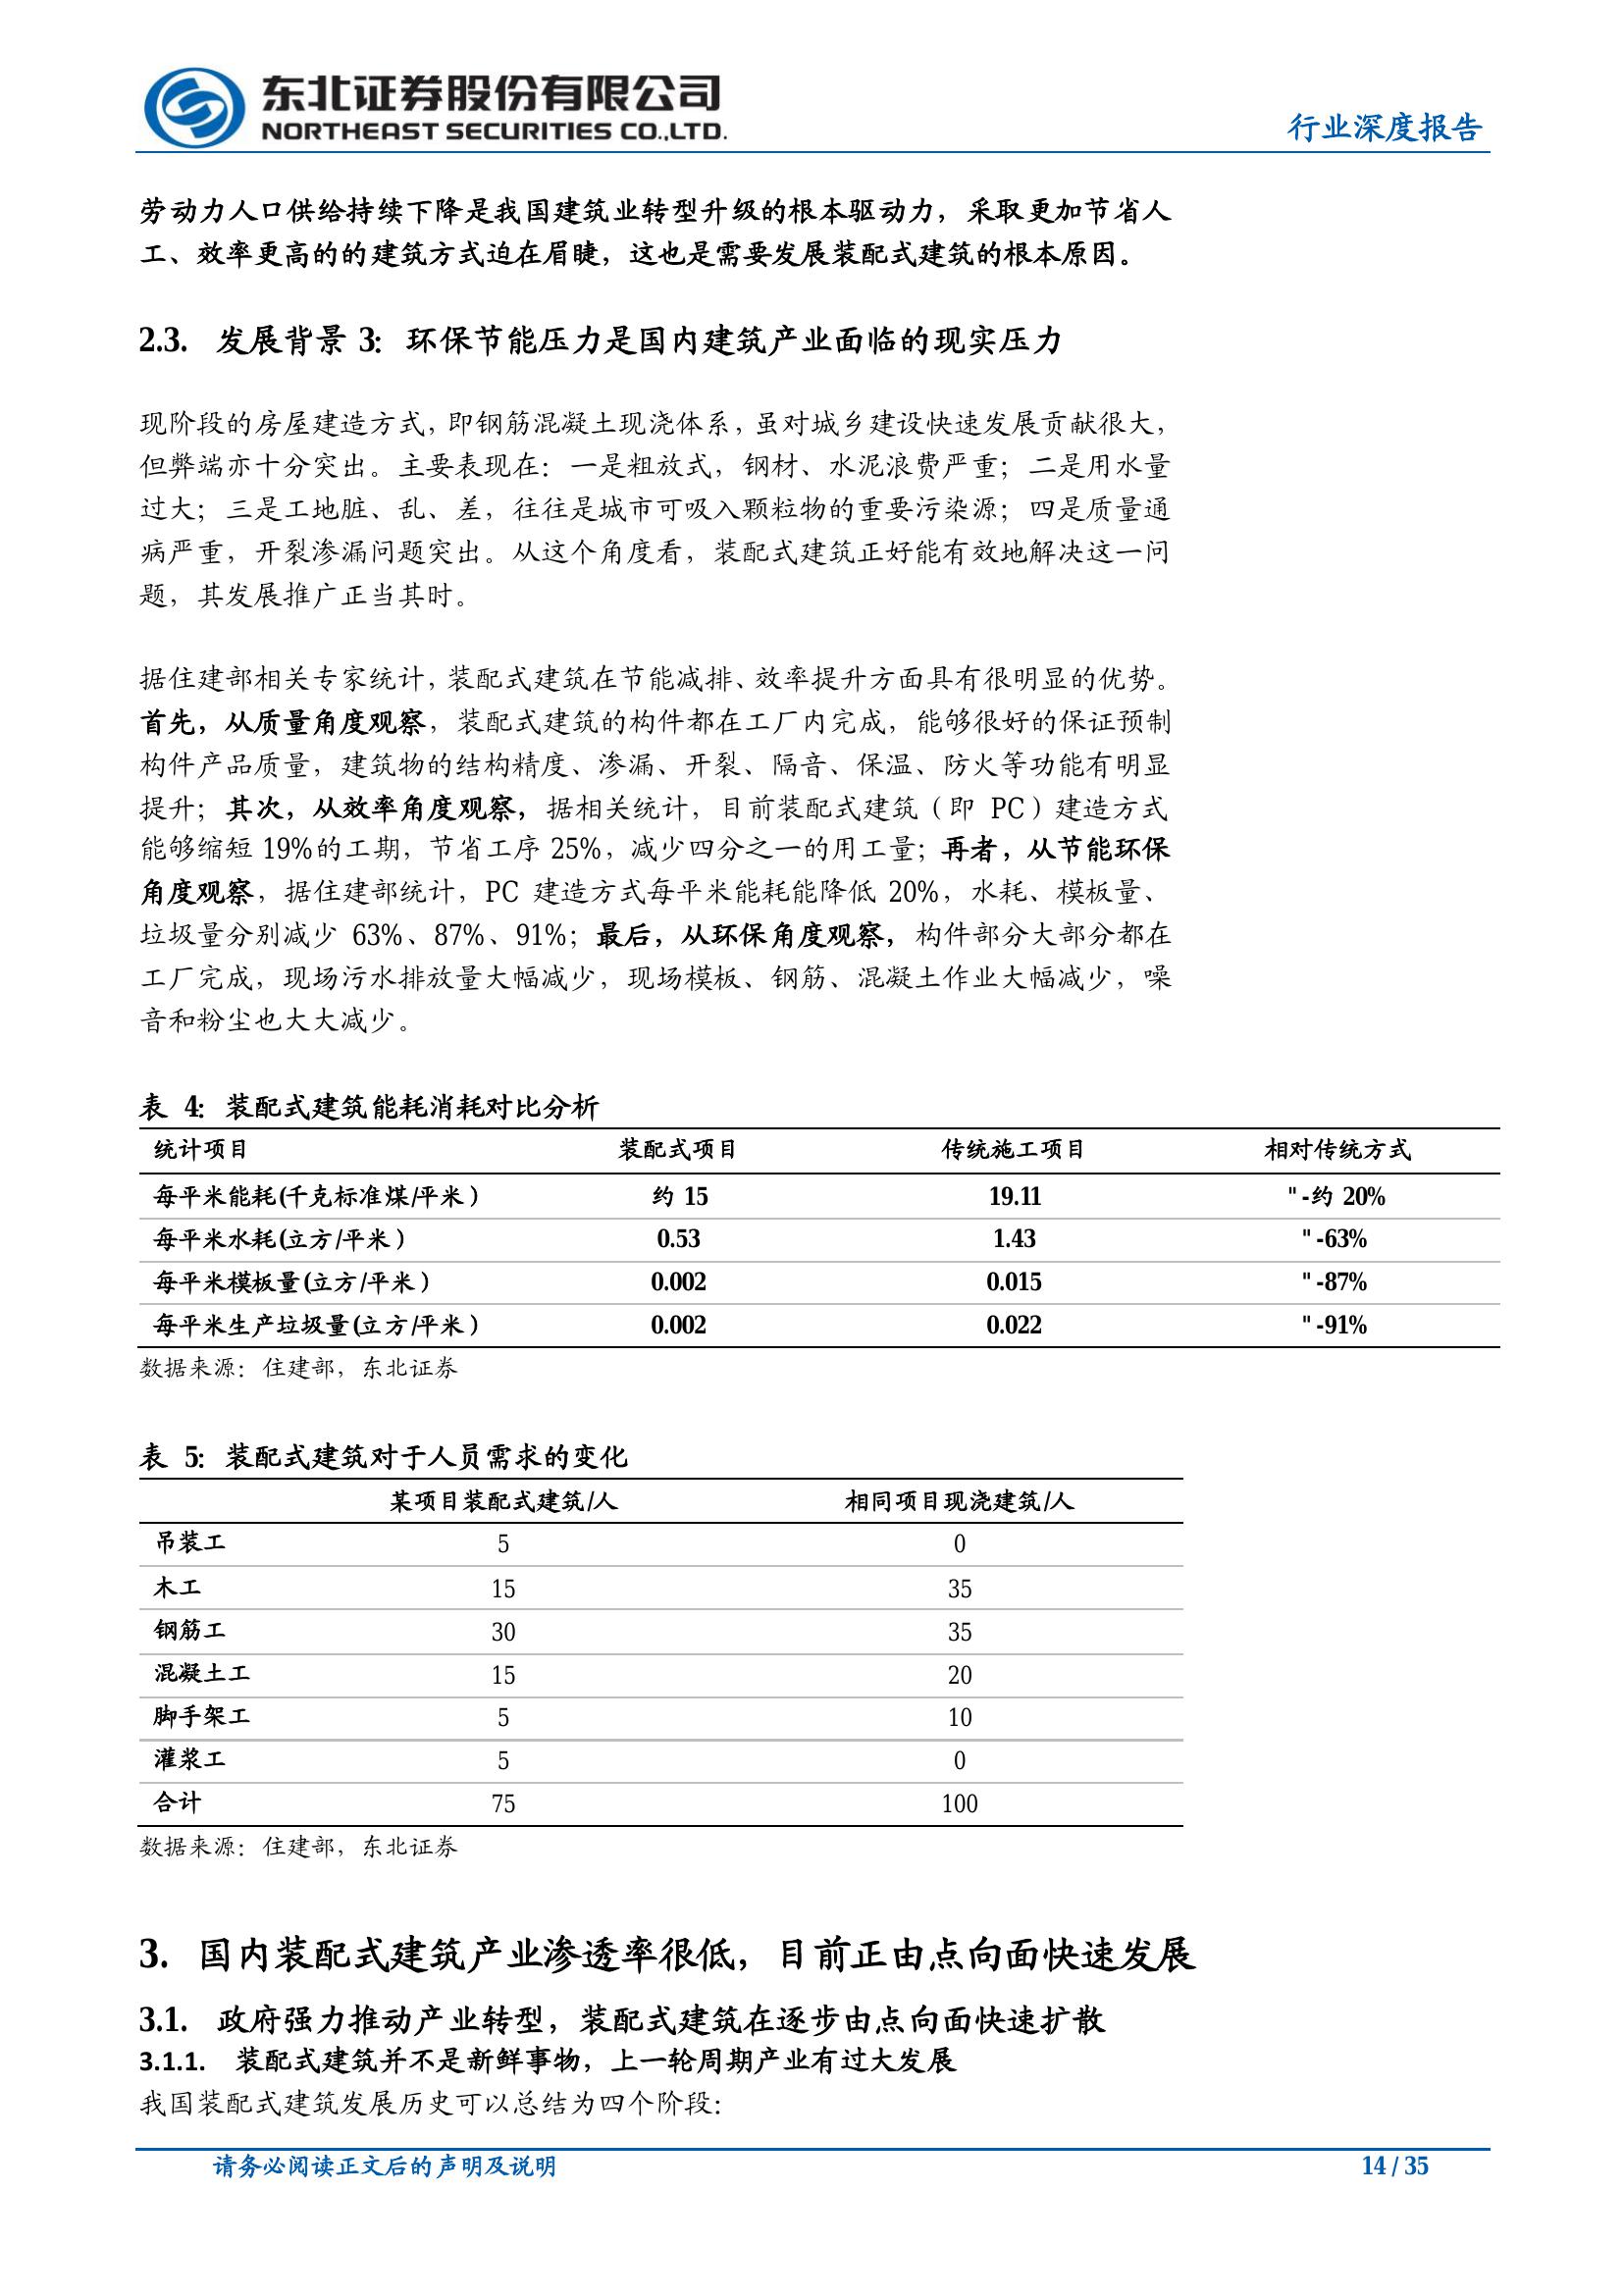 东北证券股份有限公司
NORTHEAST SECURITIES CO.,LTD.
行业深度报告
劳动力人口供给持续下降是我国建筑业转型升级的根本驱动力，采取更加节省人
工、效率更高的的建筑方式迫在眉睫，这也是需要发展装配式建筑的根本原因。
2.3. 发展背景 3：环保节能压力是国内建筑产业面临的现实压力
现阶段的房屋建造方式，即钢筋混凝土现浇体系，虽对城乡建设快速发展贡献很大，
但弊端亦十分突出。主要表现在：一是粗放式，钢材、水泥浪费严重；二是用水量
过大；三是工地脏、乱、差，往往是城市可吸入颗粒物的重要污染源；四是质量通
病严重，开裂渗漏问题突出。从这个角度看，装配式建筑正好能有效地解决这一问
题，其发展推广正当其时。
据住建部相关专家统计，装配式建筑在节能减排、效率提升方面具有很明显的优势。
首先，从质量角度观察，装配式建筑的构件都在工厂内完成，能够很好的保证预制
构件产品质量，建筑物的结构精度、渗漏、开裂、隔音、保温、防火等功能有明显
提升；其次，从效率角度观察，据相关统计，目前装配式建筑（即 PC）建造方式
能够缩短 19%的工期，节省工序 25%，减少四分之一的用工量；再者，从节能环保
角度观察，据住建部统计，PC 建造方式每平米能耗能降低 20%，水耗、模板量、
垃圾量分别减少 63%、87%、91%；最后，从环保角度观察，构件部分大部分都在
工厂完成，现场污水排放量大幅减少，现场模板、钢筋、混凝土作业大幅减少，噪
音和粉尘也大大减少。
表 4：装配式建筑能耗消耗对比分析
统计项目 装配式项目 传统施工项目 相对传统方式
每平米能耗(千克标准煤/平米） 约 15 19.11 "-约 20%
每平米水耗(立方/平米） 0.53 1.43 "-63%
每平米模板量(立方/平米） 0.002 0.015 "-87%
每平米生产垃圾量(立方/平米） 0.002 0.022 "-91%
数据来源：住建部，东北证券
表 5：装配式建筑对于人员需求的变化
某项目装配式建筑/人 相同项目现浇建筑/人
吊装工 5 0
木工 15 35
钢筋工 30 35
混凝土工 15 20
脚手架工 5 10
灌浆工 5 0
合计 75 100
数据来源：住建部，东北证券
3. 国内装配式建筑产业渗透率很低，目前正由点向面快速发展
3.1. 政府强力推动产业转型，装配式建筑在逐步由点向面快速扩散
3.1.1. 装配式建筑并不是新鲜事物，上一轮周期产业有过大发展
我国装配式建筑发展历史可以总结为四个阶段：
请务必阅读正文后的声明及说明 14 / 35